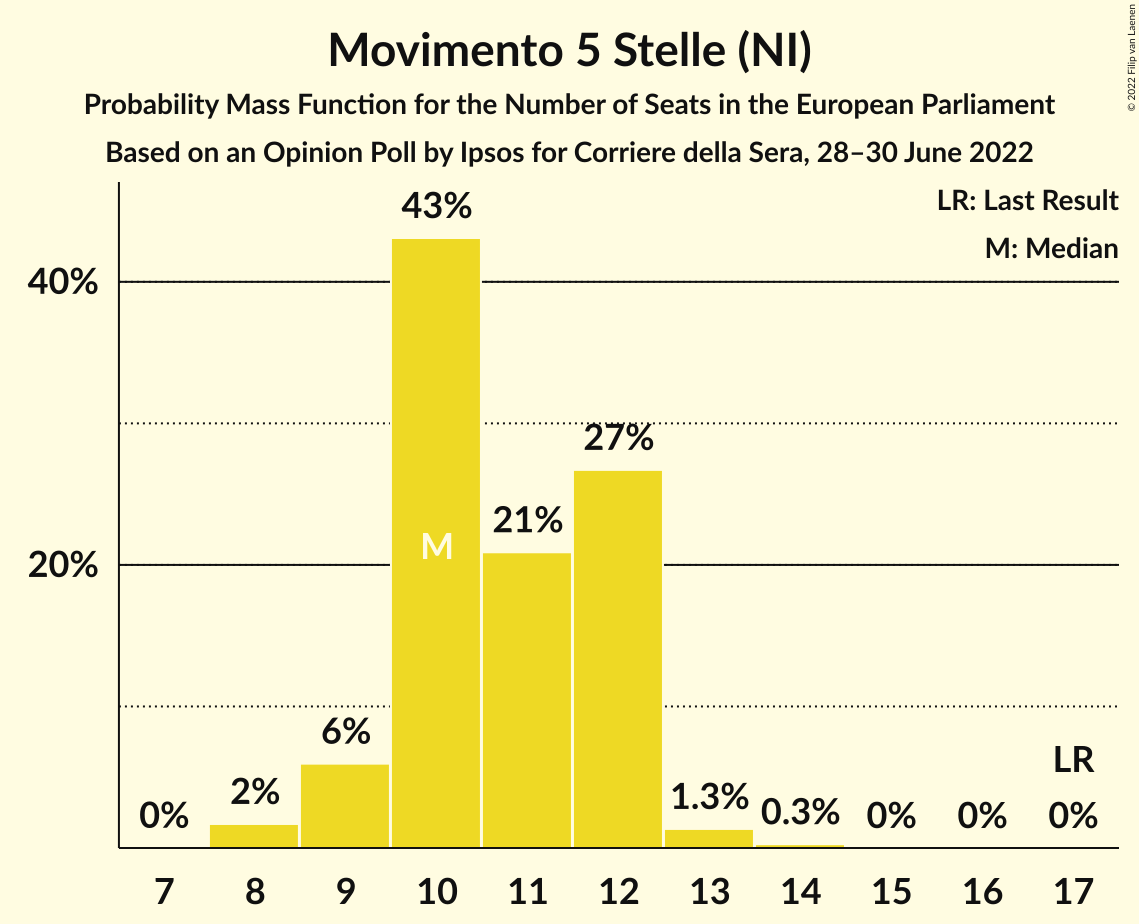 Movimento 5 Stelle (NI)
Probability Mass Function for the Number of Seats in the European Parliament
Based on an Opinion Poll by Ipsos for Corriere della Sera, 28–30 June 2022
© 2022 Filip van Laenen
LR: Last Result
M: Median
43%
40%
27%
21%
M
20%
6%
LR
2%
1.3%
0.3%
0%
0%
0%
0%
7 8 9 10 11 12 13 14 15 16 17